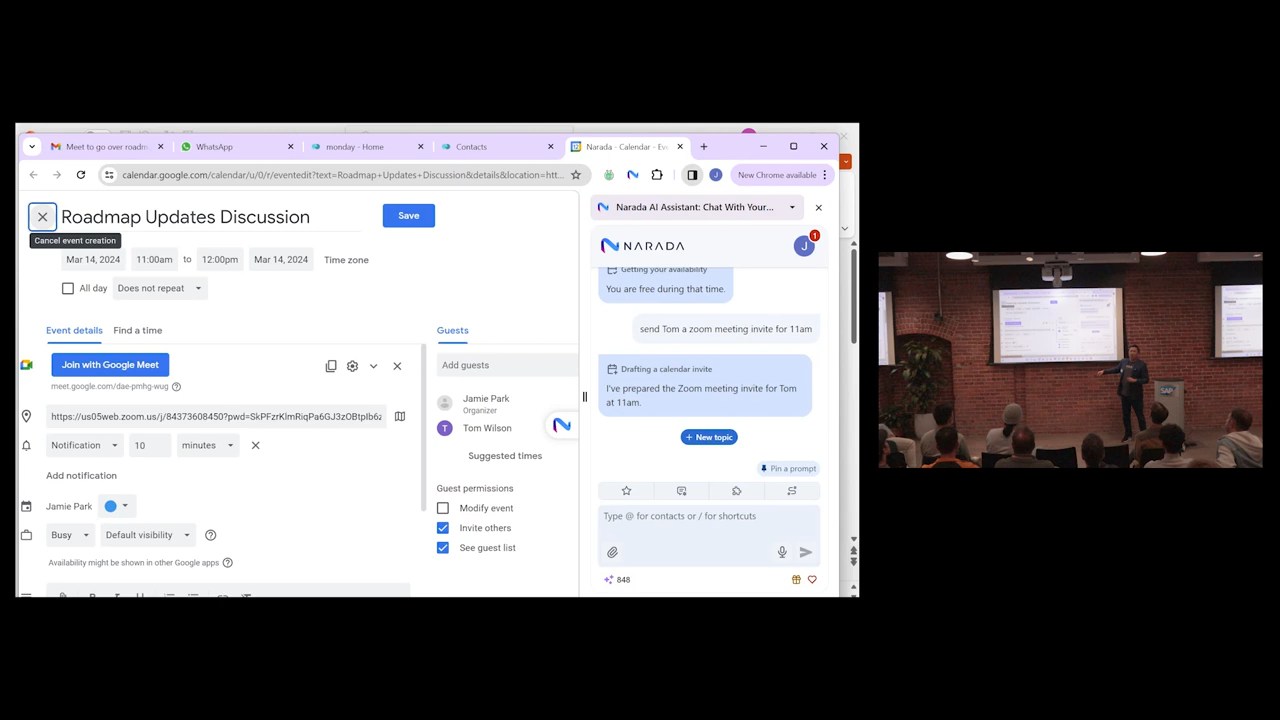 Meet to go over roadm
WhatsApp
monday - Home
Contacts
Narada - Calendar - Eve
calendar.google.com/calendar/u/0/r/eventedit?text=Roadmap+Updates+Discussion&details&location=htt...
J
New Chrome available
Roadmap Updates Discussion
Save
Cancel event creation
Mar 14, 2024
11:00am
to
12:00pm
Mar 14, 2024
Time zone
All day
Does not repeat
Event details
Find a time
Join with Google Meet
meet.google.com/dae-pmhg-wug
https://us05web.zoom.us/j/84373608450?pwd=SkPFzrKlmRiqPa6GJ3zOBtpIb6z
Notification
10
minutes
Add notification
Jamie Park
Busy
Default visibility
Availability might be shown in other Google apps
Guests
Add guests
Jamie Park
Organizer
T
Tom Wilson
Suggested times
Guest permissions
Modify event
Invite others
See guest list
Narada AI Assistant: Chat With Your...
NARADA
J
1
Getting your availability
You are free during that time.
send Tom a zoom meeting invite for 11am
Drafting a calendar invite
I've prepared the Zoom meeting invite for Tom
at 11am.
+ New topic
Pin a prompt
Type @ for contacts or / for shortcuts
848
SAP